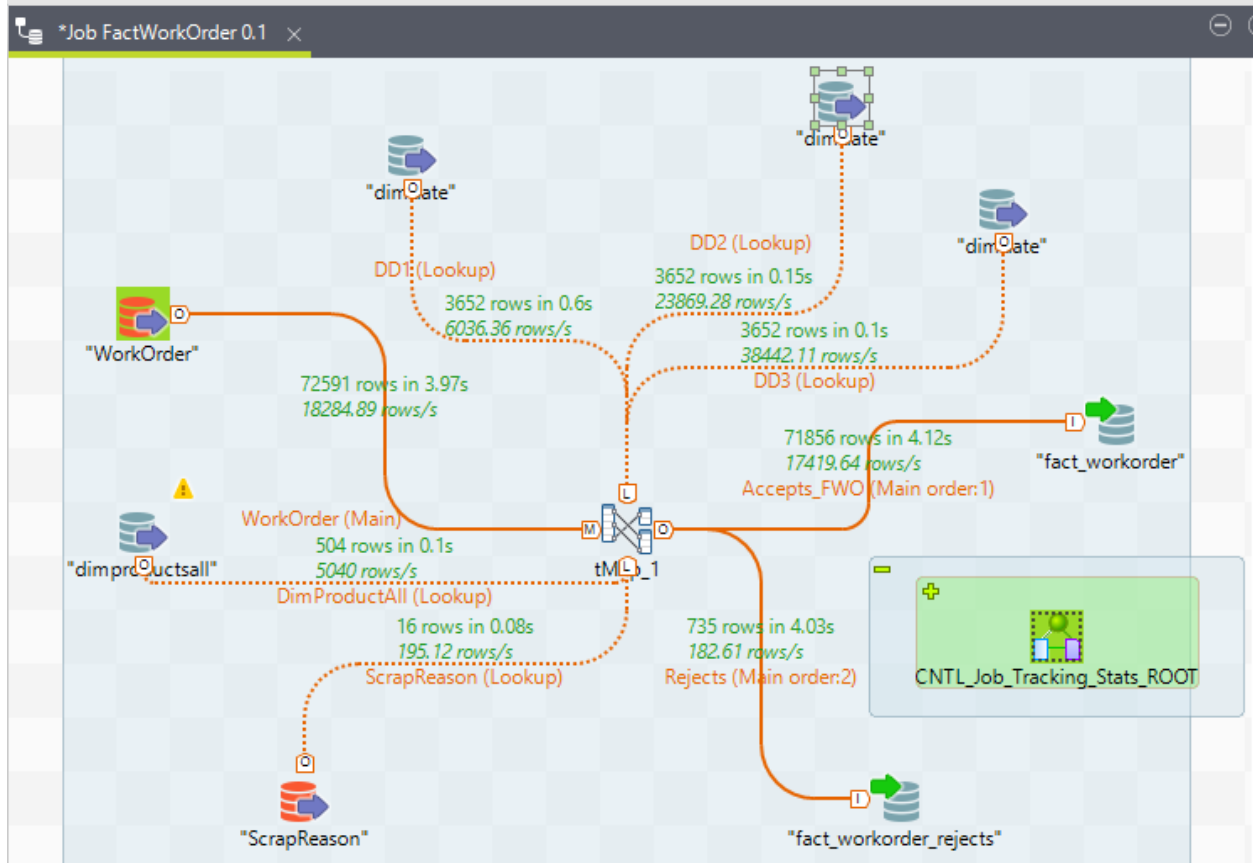 *Job FactWorkOrder 0.1
"dimdate"
"dimdate"
"dimdate"
DD1 (Lookup)
3652 rows in 0.6s
6036.36 rows/s
DD2 (Lookup)
3652 rows in 0.15s
23869.28 rows/s
3652 rows in 0.1s
38442.11 rows/s
DD3 (Lookup)
"WorkOrder"
72591 rows in 3.97s
18284.89 rows/s
WorkOrder (Main)
71856 rows in 4.12s
17419.64 rows/s
Accepts_FWO (Main order:1)
"fact_workorder"
"dimproductsall"
504 rows in 0.1s
5040 rows/s
DimProductAll (Lookup)
M
O
L
L
tMap_1
O
O
O
O
O
O
I
I
16 rows in 0.08s
195.12 rows/s
ScrapReason (Lookup)
735 rows in 4.03s
182.61 rows/s
Rejects (Main order:2)
CNTL_Job_Tracking_Stats_ROOT
"ScrapReason"
"fact_workorder_rejects"